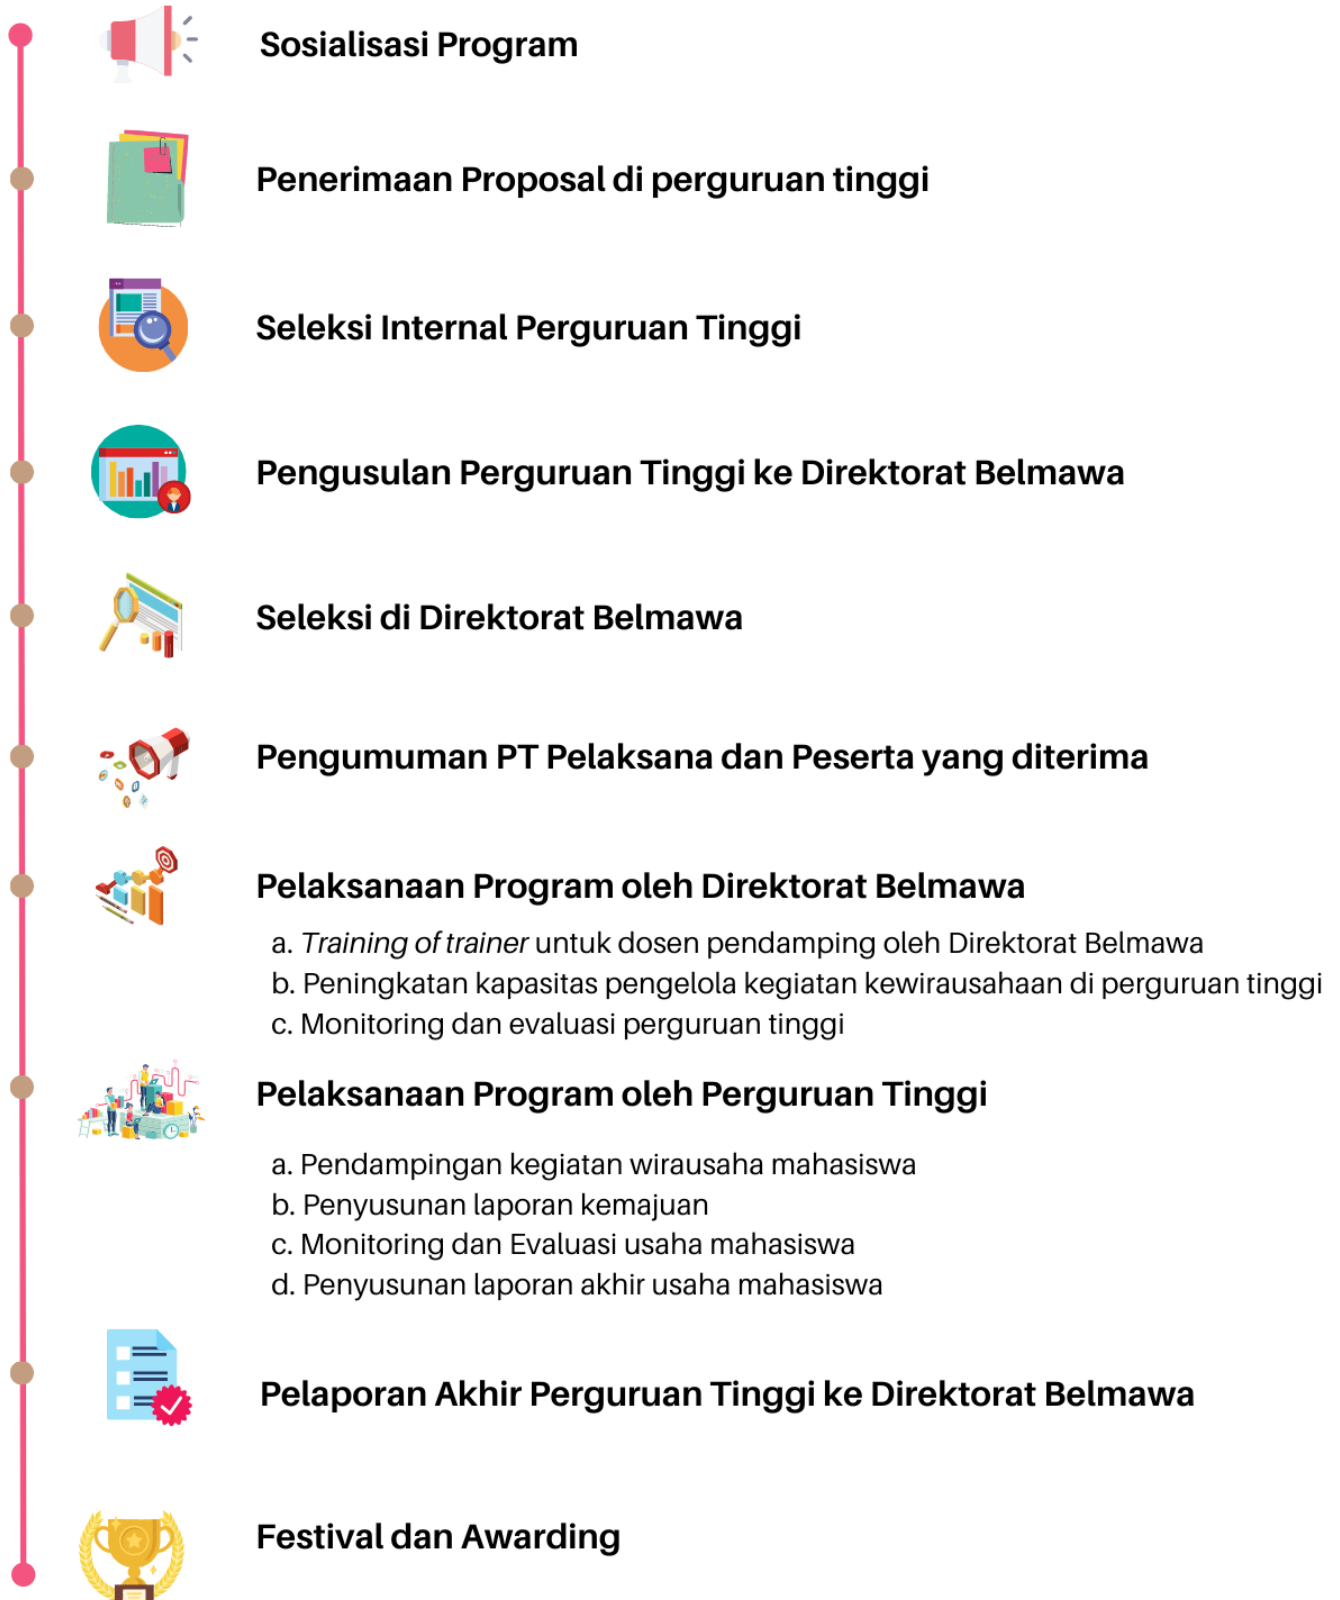 Sosialisasi Program
Penerimaan Proposal di perguruan tinggi
Seleksi Internal Perguruan Tinggi
Pengusulan Perguruan Tinggi ke Direktorat Belmawa
Seleksi di Direktorat Belmawa
Pengumuman PT Pelaksana dan Peserta yang diterima
Pelaksanaan Program oleh Direktorat Belmawa
a. Training of trainer untuk dosen pendamping oleh Direktorat Belmawa
b. Peningkatan kapasitas pengelola kegiatan kewirausahaan di perguruan tinggi
c. Monitoring dan evaluasi perguruan tinggi
Pelaksanaan Program oleh Perguruan Tinggi
a. Pendampingan kegiatan wirausaha mahasiswa
b. Penyusunan laporan kemajuan
c. Monitoring dan Evaluasi usaha mahasiswa
d. Penyusunan laporan akhir usaha mahasiswa
Pelaporan Akhir Perguruan Tinggi ke Direktorat Belmawa
Festival dan Awarding